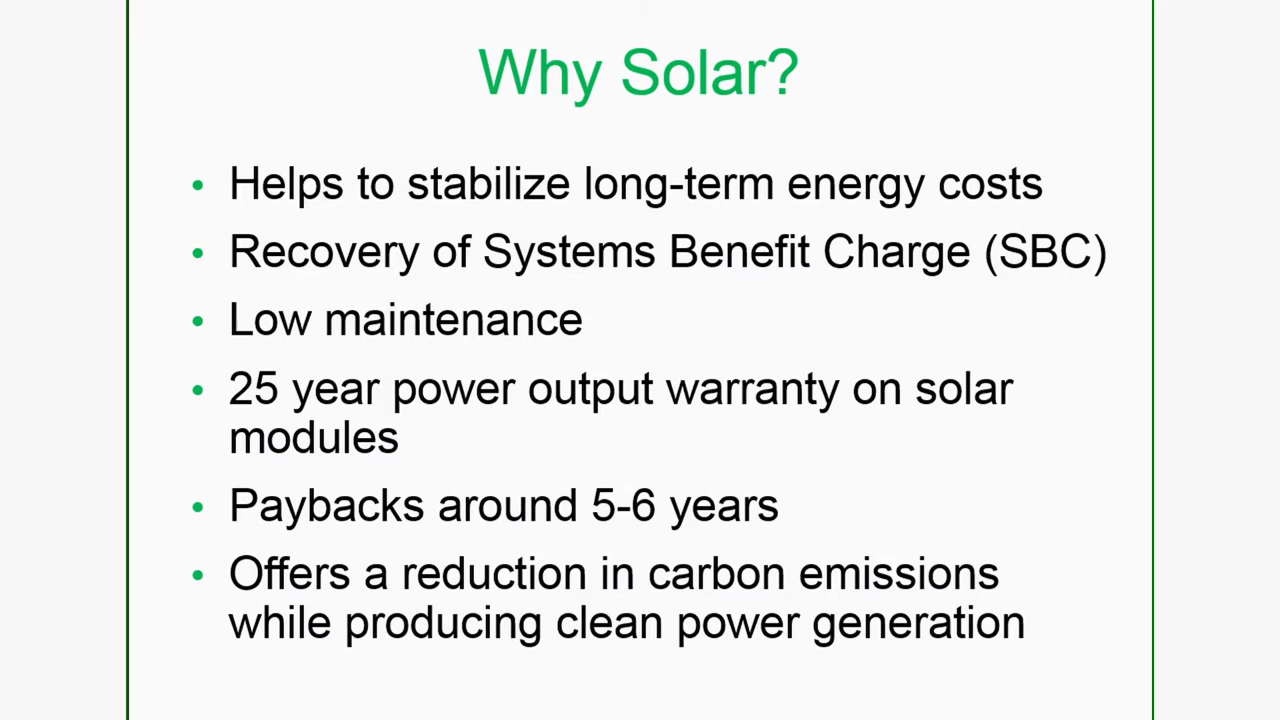 Why Solar?
• Helps to stabilize long-term energy costs
• Recovery of Systems Benefit Charge (SBC)
• Low maintenance
• 25 year power output warranty on solar
modules
• Paybacks around 5-6 years
• Offers a reduction in carbon emissions
while producing clean power generation